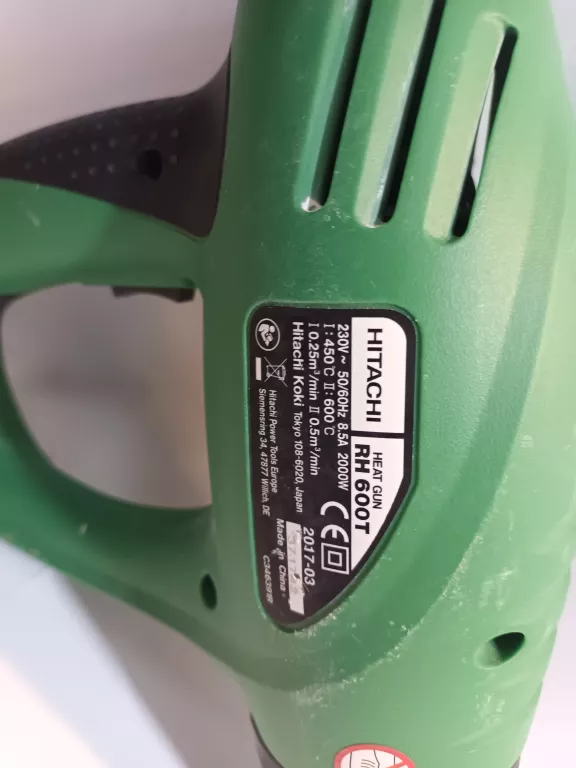 HITACHI
HEAT GUN
RH 600T
230V~ 50/60Hz 8.5A 2000W
I : 450°C II : 600°C
I 0.25m³/min II 0.5m³/min
Hitachi Koki Tokyo 108-6020, Japan
Hitachi Power Tools Europe
Siemensring 34, 47877 Willich, DE
CE
2017-03
Made in China
C346391R